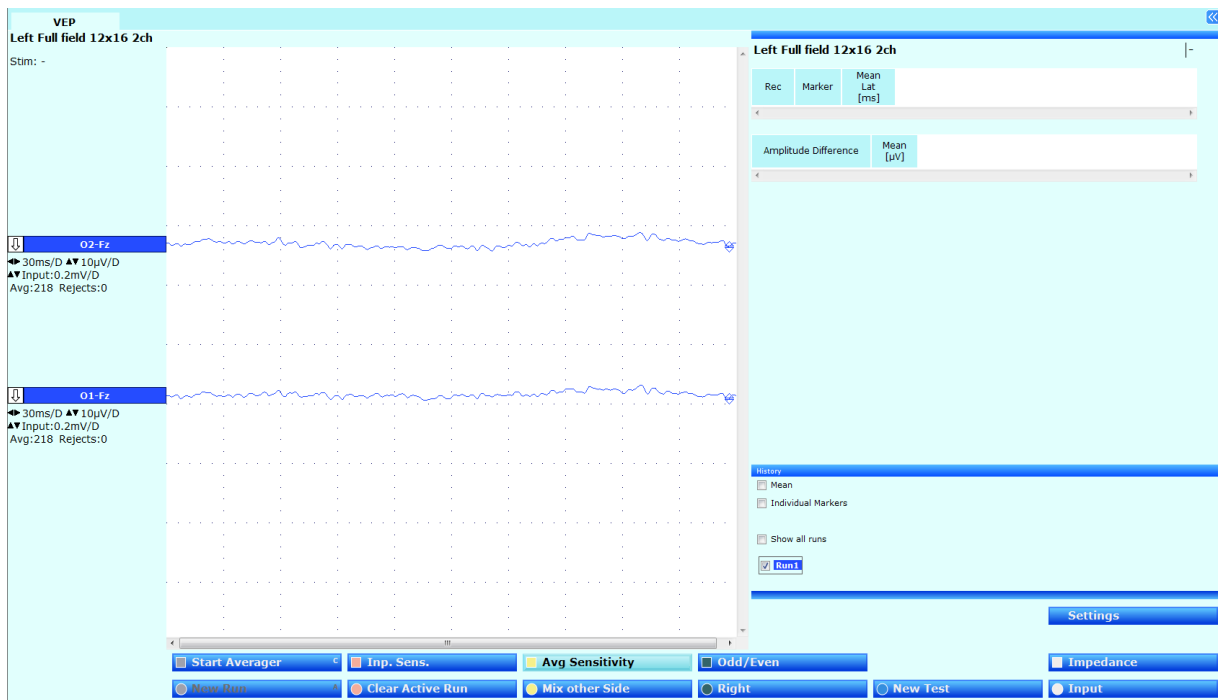 VEP
Left Full field 12x16 2ch
Stim: -
O2-Fz
30ms/D 10µV/D
Input:0.2mV/D
Avg:218 Rejects:0
O1-Fz
30ms/D 10µV/D
Input:0.2mV/D
Avg:218 Rejects:0
Left Full field 12x16 2ch |-
Rec Marker Mean Lat [ms]
Amplitude Difference Mean [µV]
History
Mean
Individual Markers
Show all runs
Run1
Settings
Start Averager C Inp. Sens. Avg Sensitivity Odd/Even Impedance
New Run A Clear Active Run Mix other Side Right New Test Input